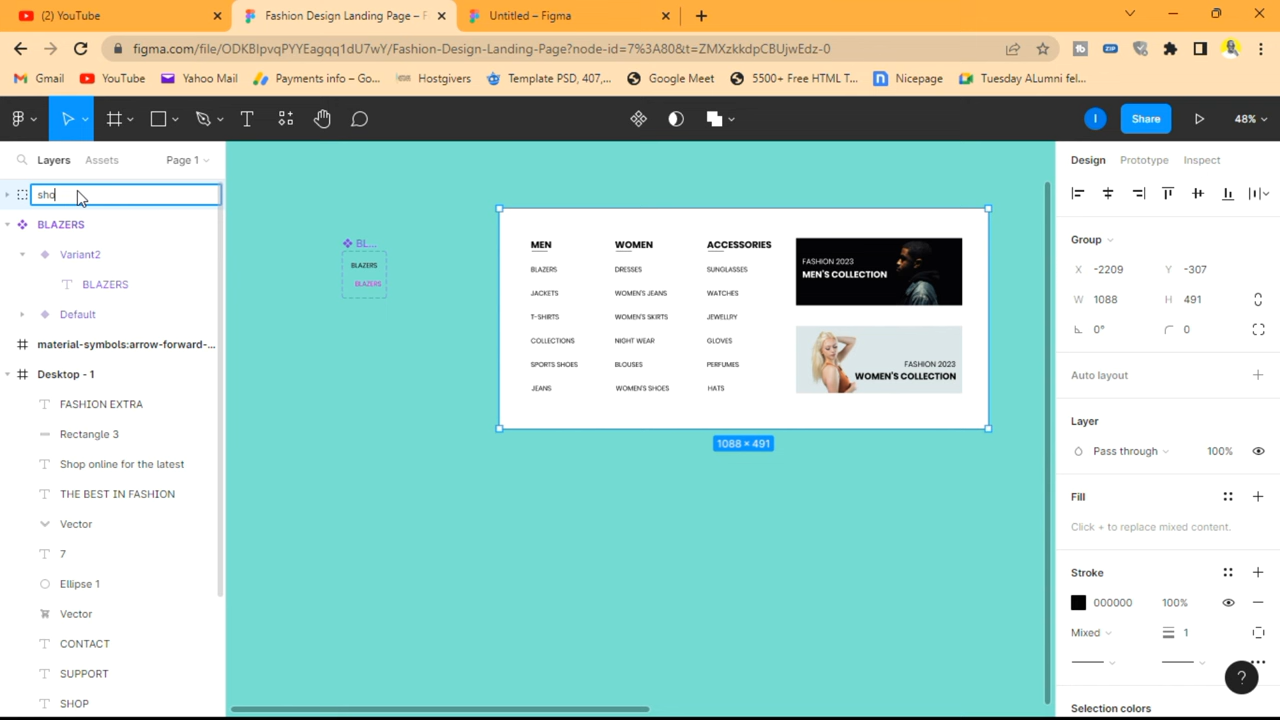 (2) YouTube
Fashion Design Landing Page – F
Untitled – Figma
figma.com/file/ODKBlpvqPYYEagqq1dU7wY/Fashion-Design-Landing-Page?node-id=7%3A80&t=ZMXzkkdpCBUjwEdz-0
Gmail
YouTube
Yahoo Mail
Payments info – Go...
Hostgivers
Template PSD, 407,...
Google Meet
5500+ Free HTML T...
Nicepage
Tuesday ALumni fel...
T
I
Share
48%
Layers
Assets
Page 1
Design
Prototype
Inspect
sho
BLAZERS
Variant2
BLAZERS
Default
material-symbols:arrow-forward-...
Desktop - 1
FASHION EXTRA
Rectangle 3
Shop online for the latest
THE BEST IN FASHION
Vector
7
Ellipse 1
Vector
CONTACT
SUPPORT
SHOP
BL...
BLAZERS
BLAZERS
MEN
BLAZERS
JACKETS
T-SHIRTS
COLLECTIONS
SPORTS SHOES
JEANS
WOMEN
DRESSES
WOMEN'S JEANS
WOMEN'S SKIRTS
NIGHT WEAR
BLOUSES
WOMEN'S SHOES
ACCESSORIES
SUNGLASSES
WATCHES
JEWELLRY
GLOVES
PERFUMES
HATS
FASHION 2023
MEN'S COLLECTION
FASHION 2023
WOMEN'S COLLECTION
1088 × 491
Group
X -2209
Y -307
W 1088
H 491
0°
0
Auto layout
Layer
Pass through
100%
Fill
Click + to replace mixed content.
Stroke
000000
100%
Mixed
1
?
Selection colors